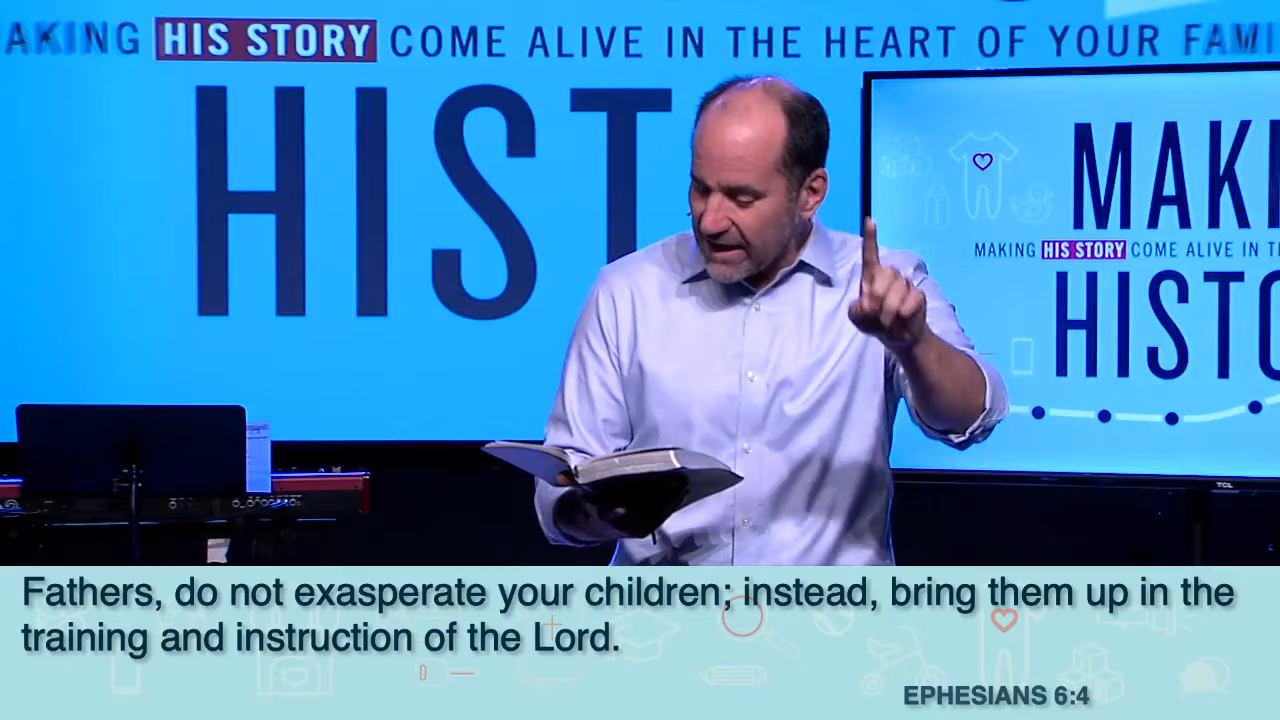 AKING HIS STORY COME ALIVE IN THE HEART OF YOUR FAMI
HIST
MAK
MAKING HIS STORY COME ALIVE IN T
HISTO
TCL
Fathers, do not exasperate your children; instead, bring them up in the
training and instruction of the Lord.
EPHESIANS 6:4